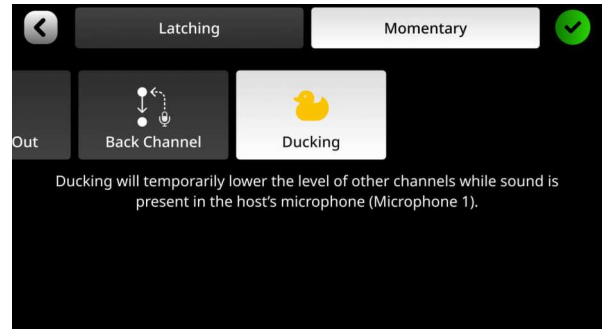 Latching
Momentary
Out
Back Channel
Ducking
Ducking will temporarily lower the level of other channels while sound is
present in the host's microphone (Microphone 1).